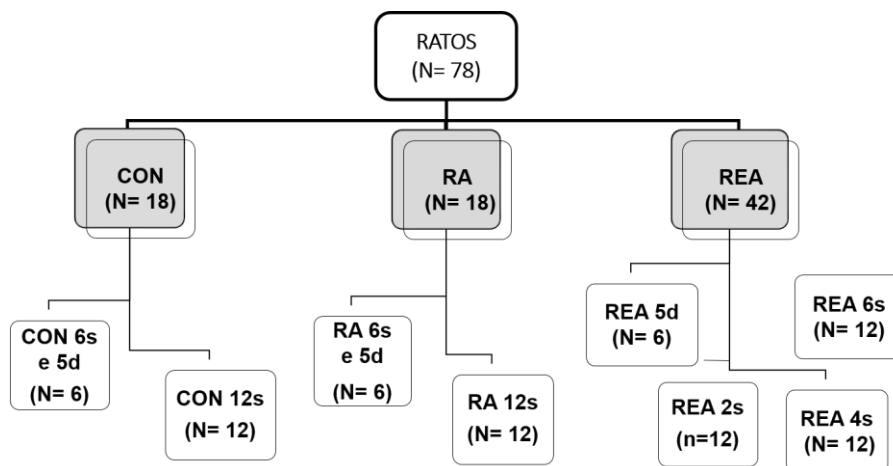 RATOS
(N= 78)
CON
(N= 18)
RA
(N= 18)
REA
(N= 42)
CON 6s
e 5d
(N= 6)
CON 12s
(N= 12)
RA 6s
e 5d
(N= 6)
RA 12s
(N= 12)
REA 5d
(N= 6)
REA 6s
(N= 12)
REA 2s
(n=12)
REA 4s
(N= 12)